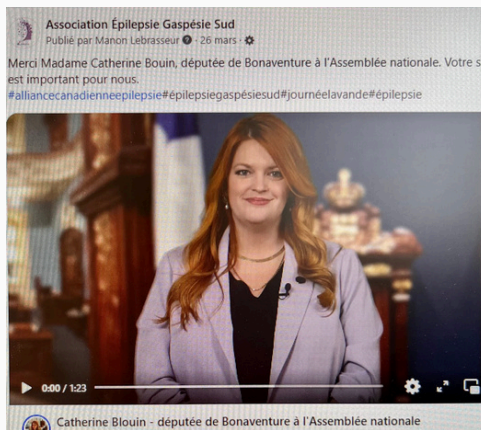 Association Épilepsie Gaspésie Sud
Publié par Manon Lebrasseur · 26 mars ·
Merci Madame Catherine Bouin, députée de Bonaventure à l'Assemblée nationale. Votre
est important pour nous.
#alliancecanadienneepilepsie#épilepsiegaspésiesud#journéelavande#épilepsie
0:00 / 1:23
Catherine Blouin - députée de Bonaventure à l'Assemblée nationale